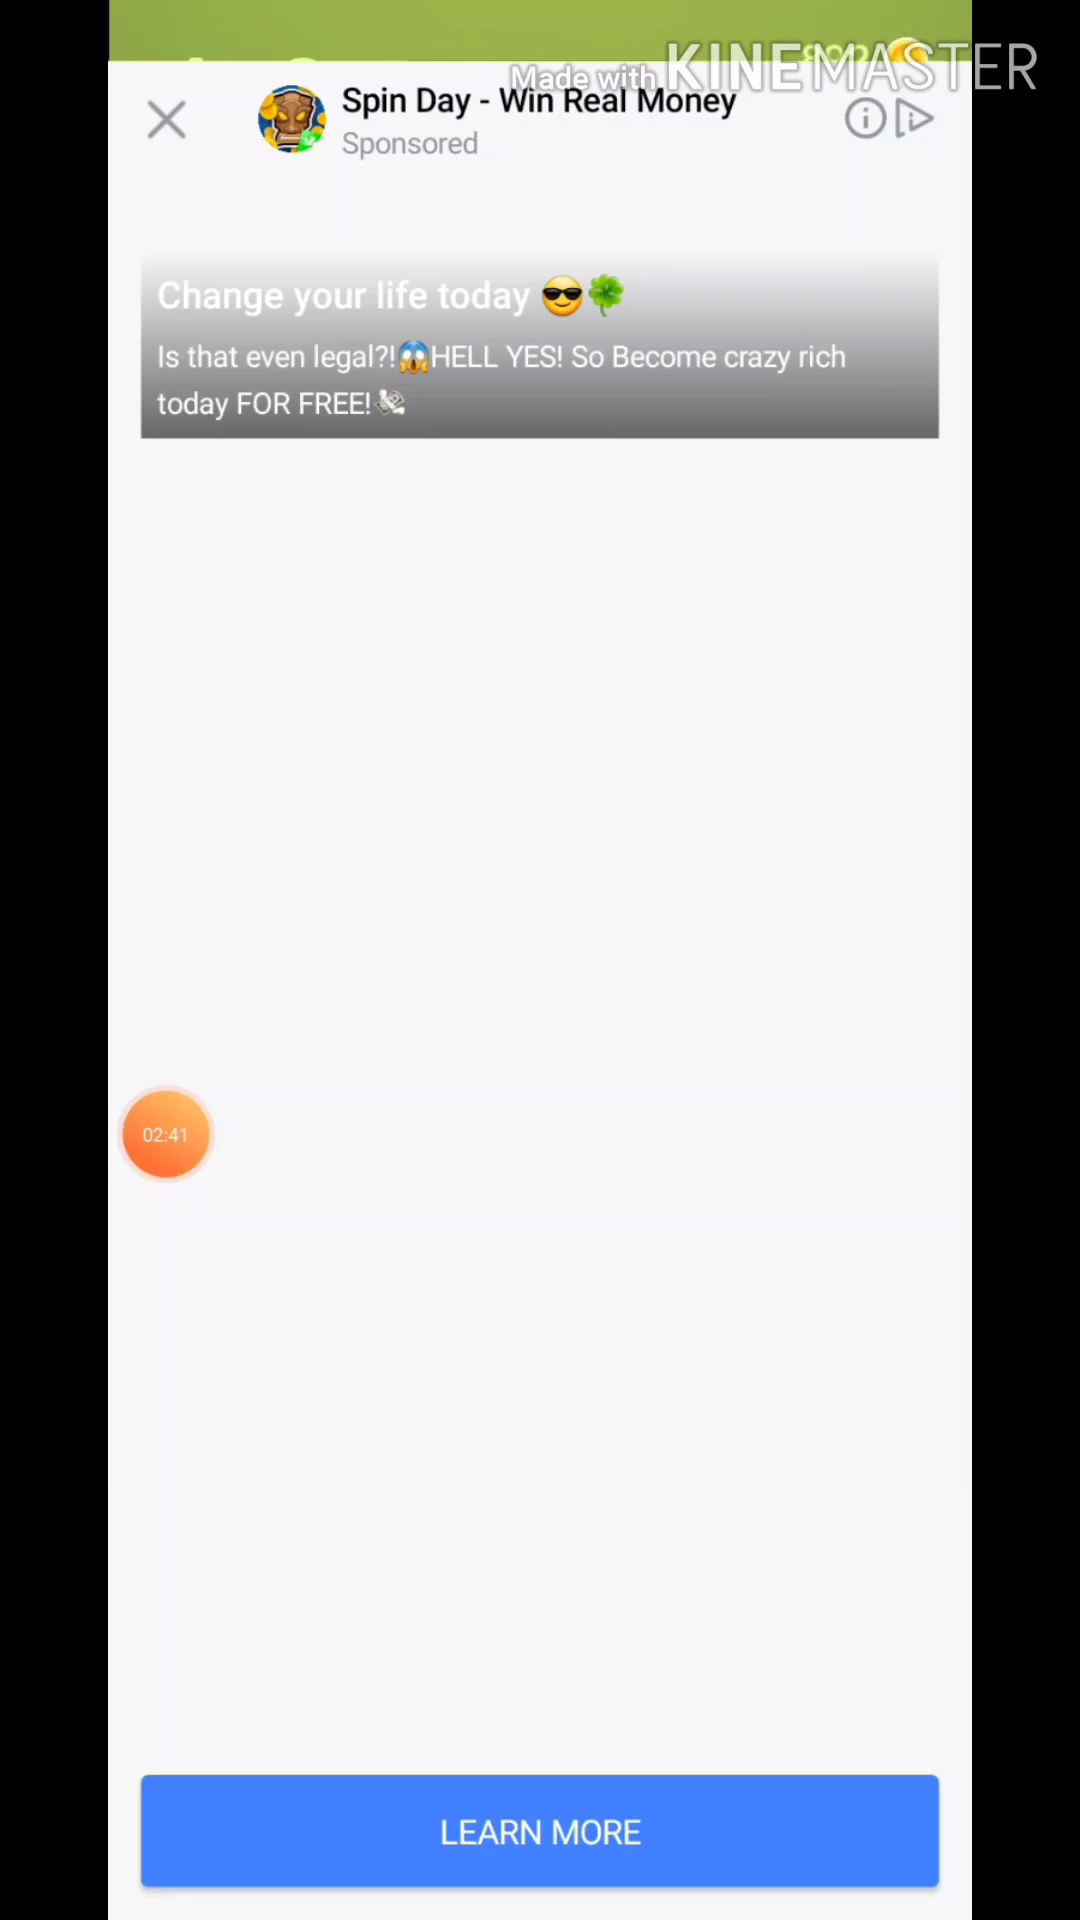 Made with KINEMASTER
Spin Day - Win Real Money
Sponsored
Change your life today 😎🍀
Is that even legal?!😱HELL YES! So Become crazy rich
today FOR FREE!💸
02:41
LEARN MORE